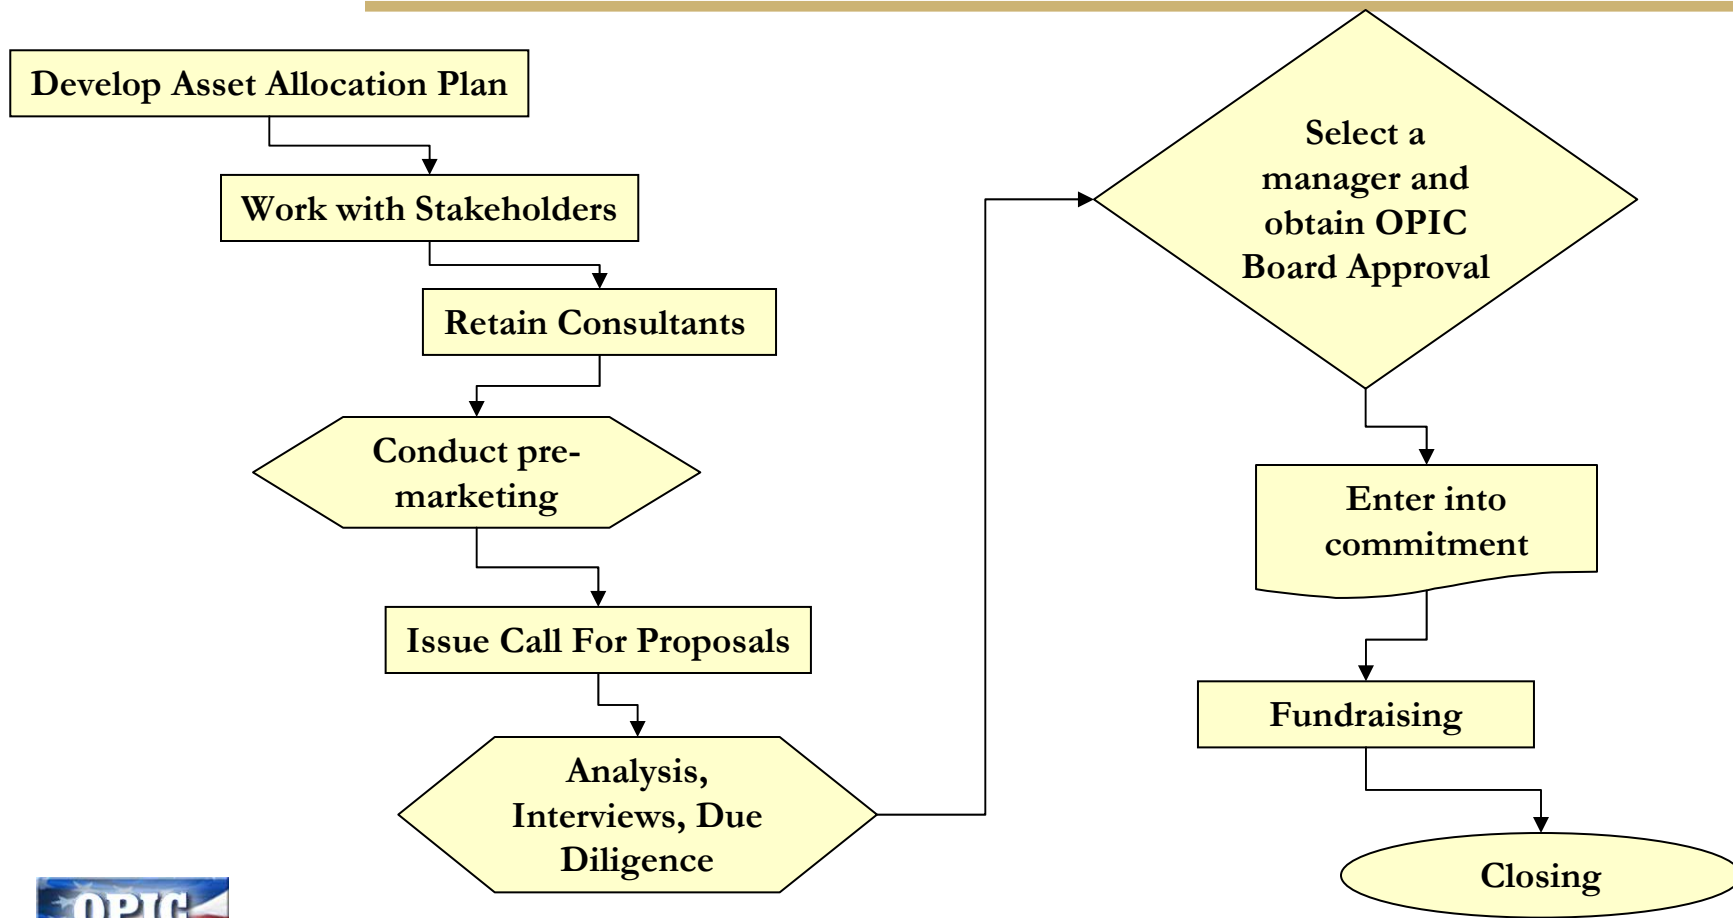 Develop Asset Allocation Plan
Work with Stakeholders
Retain Consultants
Conduct pre-
marketing
Issue Call For Proposals
Analysis,
Interviews, Due
Diligence
Select a
manager and
obtain OPIC
Board Approval
Enter into
commitment
Fundraising
Closing
OPIC